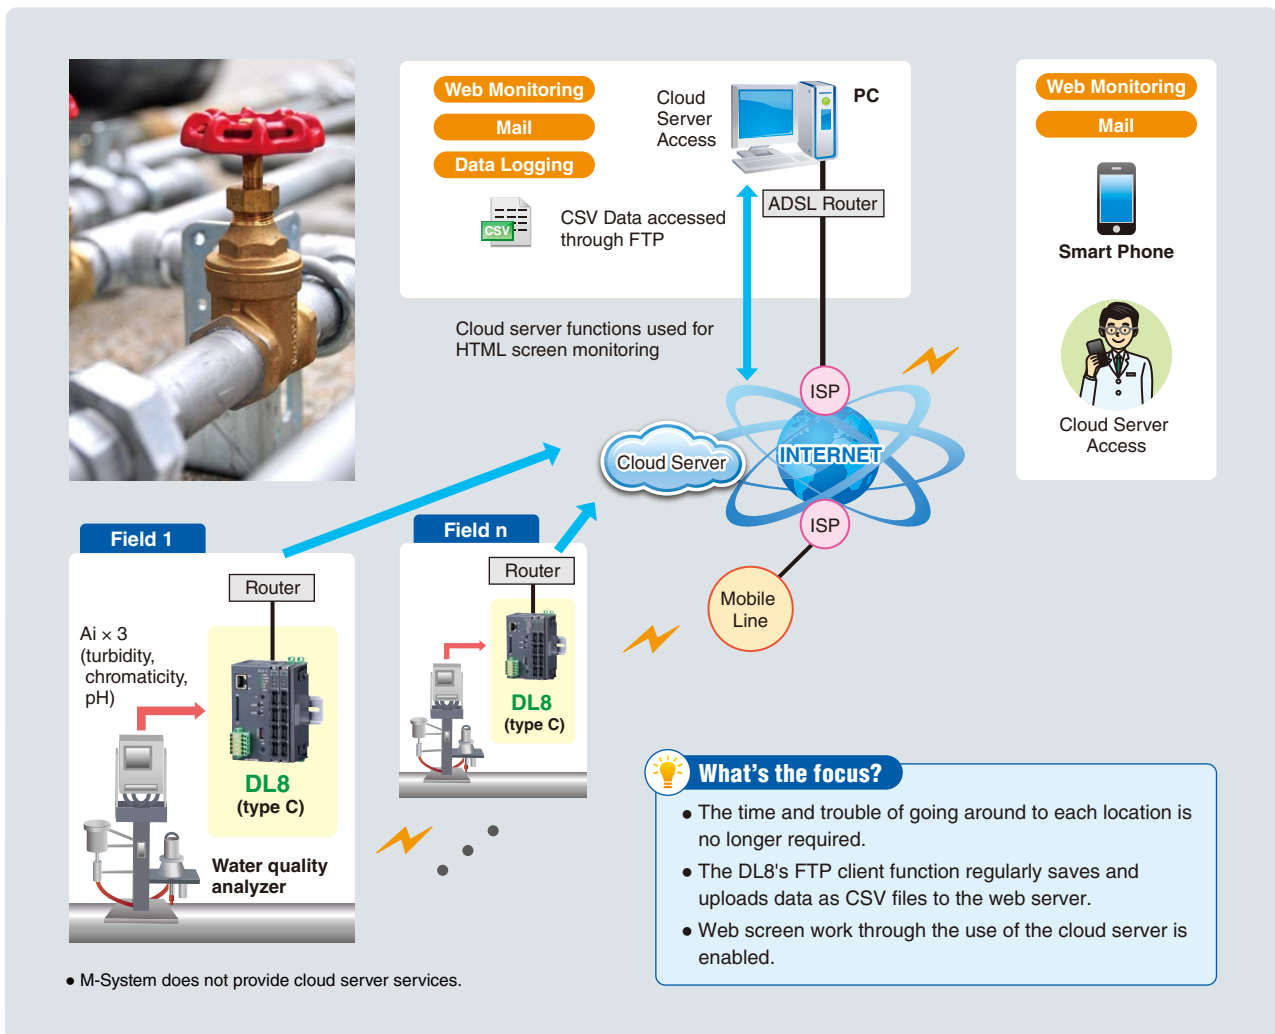 Web Monitoring
Mail
Data Logging
Cloud
Server
Access
PC
ADSL Router
CSV
CSV Data accessed
through FTP
Web Monitoring
Mail
Smart Phone
Cloud Server
Access
Cloud server functions used for
HTML screen monitoring
ISP
INTERNET
Cloud Server
ISP
Mobile
Line
Field 1
Router
Ai × 3
(turbidity,
chromaticity,
pH)
DL8
(type C)
Water quality
analyzer
Field n
Router
DL8
(type C)
What's the focus?
● The time and trouble of going around to each location is
no longer required.
● The DL8's FTP client function regularly saves and
uploads data as CSV files to the web server.
● Web screen work through the use of the cloud server is
enabled.
● M-System does not provide cloud server services.